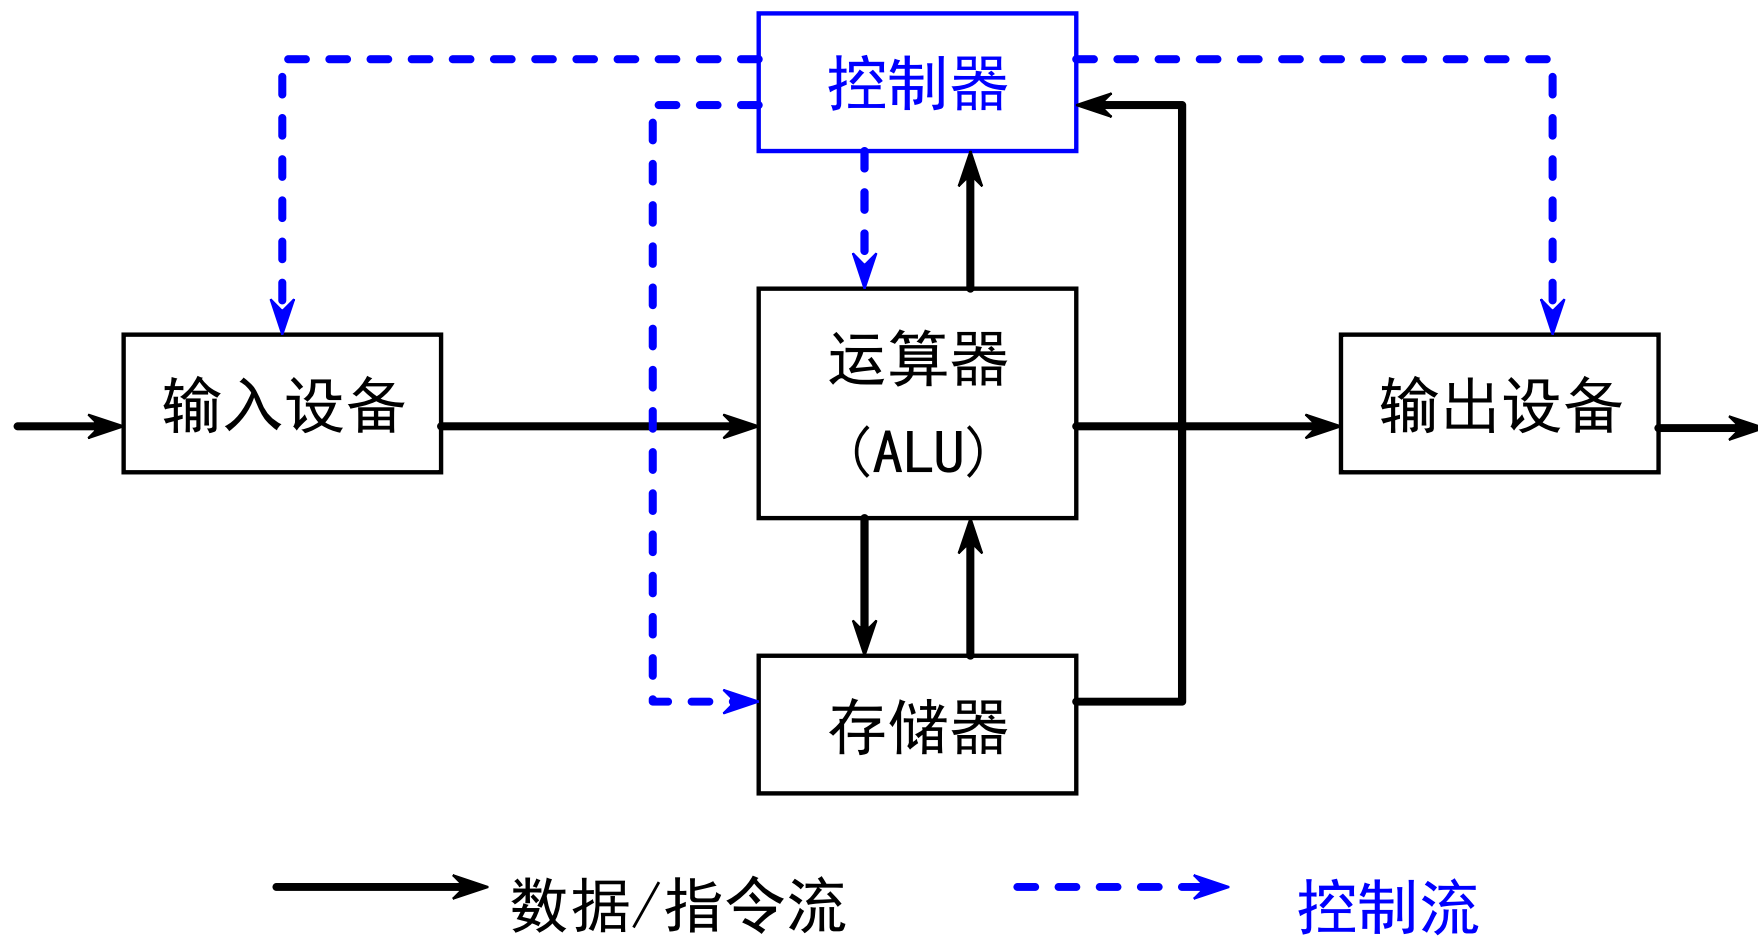 控制器
运算器
(ALU)
输入设备
输出设备
存储器
数据/指令流
控制流